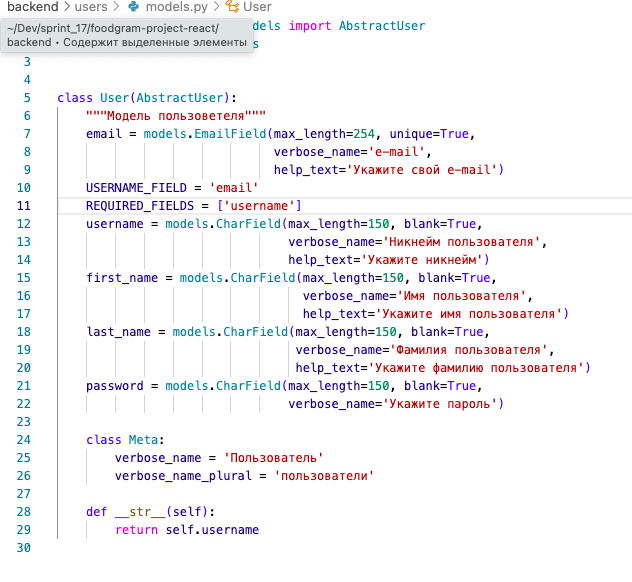 backend > users > models.py > User
~/Dev/sprint_17/foodgram-project-react/
backend • Содержит выделенные элементы
dels import AbstractUser
s
3
4
5 class User(AbstractUser):
6 """Модель пользоветеля"""
7 email = models.EmailField(max_length=254, unique=True,
8 verbose_name='e-mail',
9 help_text='Укажите свой e-mail')
10 USERNAME_FIELD = 'email'
11 REQUIRED_FIELDS = ['username']
12 username = models.CharField(max_length=150, blank=True,
13 verbose_name='Никнейм пользователя',
14 help_text='Укажите никнейм')
15 first_name = models.CharField(max_length=150, blank=True,
16 verbose_name='Имя пользователя',
17 help_text='Укажите имя пользователя')
18 last_name = models.CharField(max_length=150, blank=True,
19 verbose_name='Фамилия пользователя',
20 help_text='Укажите фамилию пользователя')
21 password = models.CharField(max_length=150, blank=True,
22 verbose_name='Укажите пароль')
23
24 class Meta:
25 verbose_name = 'Пользователь'
26 verbose_name_plural = 'пользователи'
27
28 def __str__(self):
29 return self.username
30